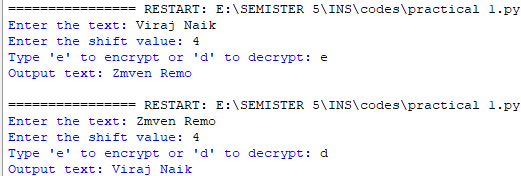 ================ RESTART: E:\SEMISTER 5\INS\codes\practical 1.py
Enter the text: Viraj Naik
Enter the shift value: 4
Type 'e' to encrypt or 'd' to decrypt: e
Output text: Zmven Remo
================ RESTART: E:\SEMISTER 5\INS\codes\practical 1.py
Enter the text: Zmven Remo
Enter the shift value: 4
Type 'e' to encrypt or 'd' to decrypt: d
Output text: Viraj Naik